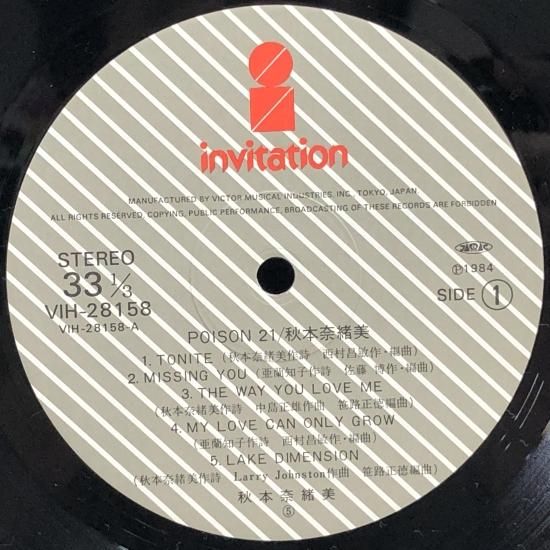 invitation
MANUFACTURED BY VICTOR MUSICAL INDUSTRIES, INC., TOKYO, JAPAN
ALL RIGHTS RESERVED, COPYING, PUBLIC PERFORMANCE, BROADCASTING OF THESE RECORDS ARE FORBIDDEN
STEREO
33 1/3
VIH-28158
VIH-28158-A
Ⓟ1984
SIDE ①
POISON 21/秋本奈緒美
1. TONITE (秋本奈緒美作詩 西村昌敏作・編曲)
2. MISSING YOU (亜蘭知子作詩 佐藤 博作・編曲)
3. THE WAY YOU LOVE ME
(秋本奈緒美作詩 中島正雄作曲 笹路正徳編曲)
4. MY LOVE CAN ONLY GROW
(亜蘭知子作詩 西村昌敏作・編曲)
5. LAKE DIMENSION
(秋本奈緒美作詩 Larry Johnston作曲 笹路正徳編曲)
秋本奈緒美
⑤